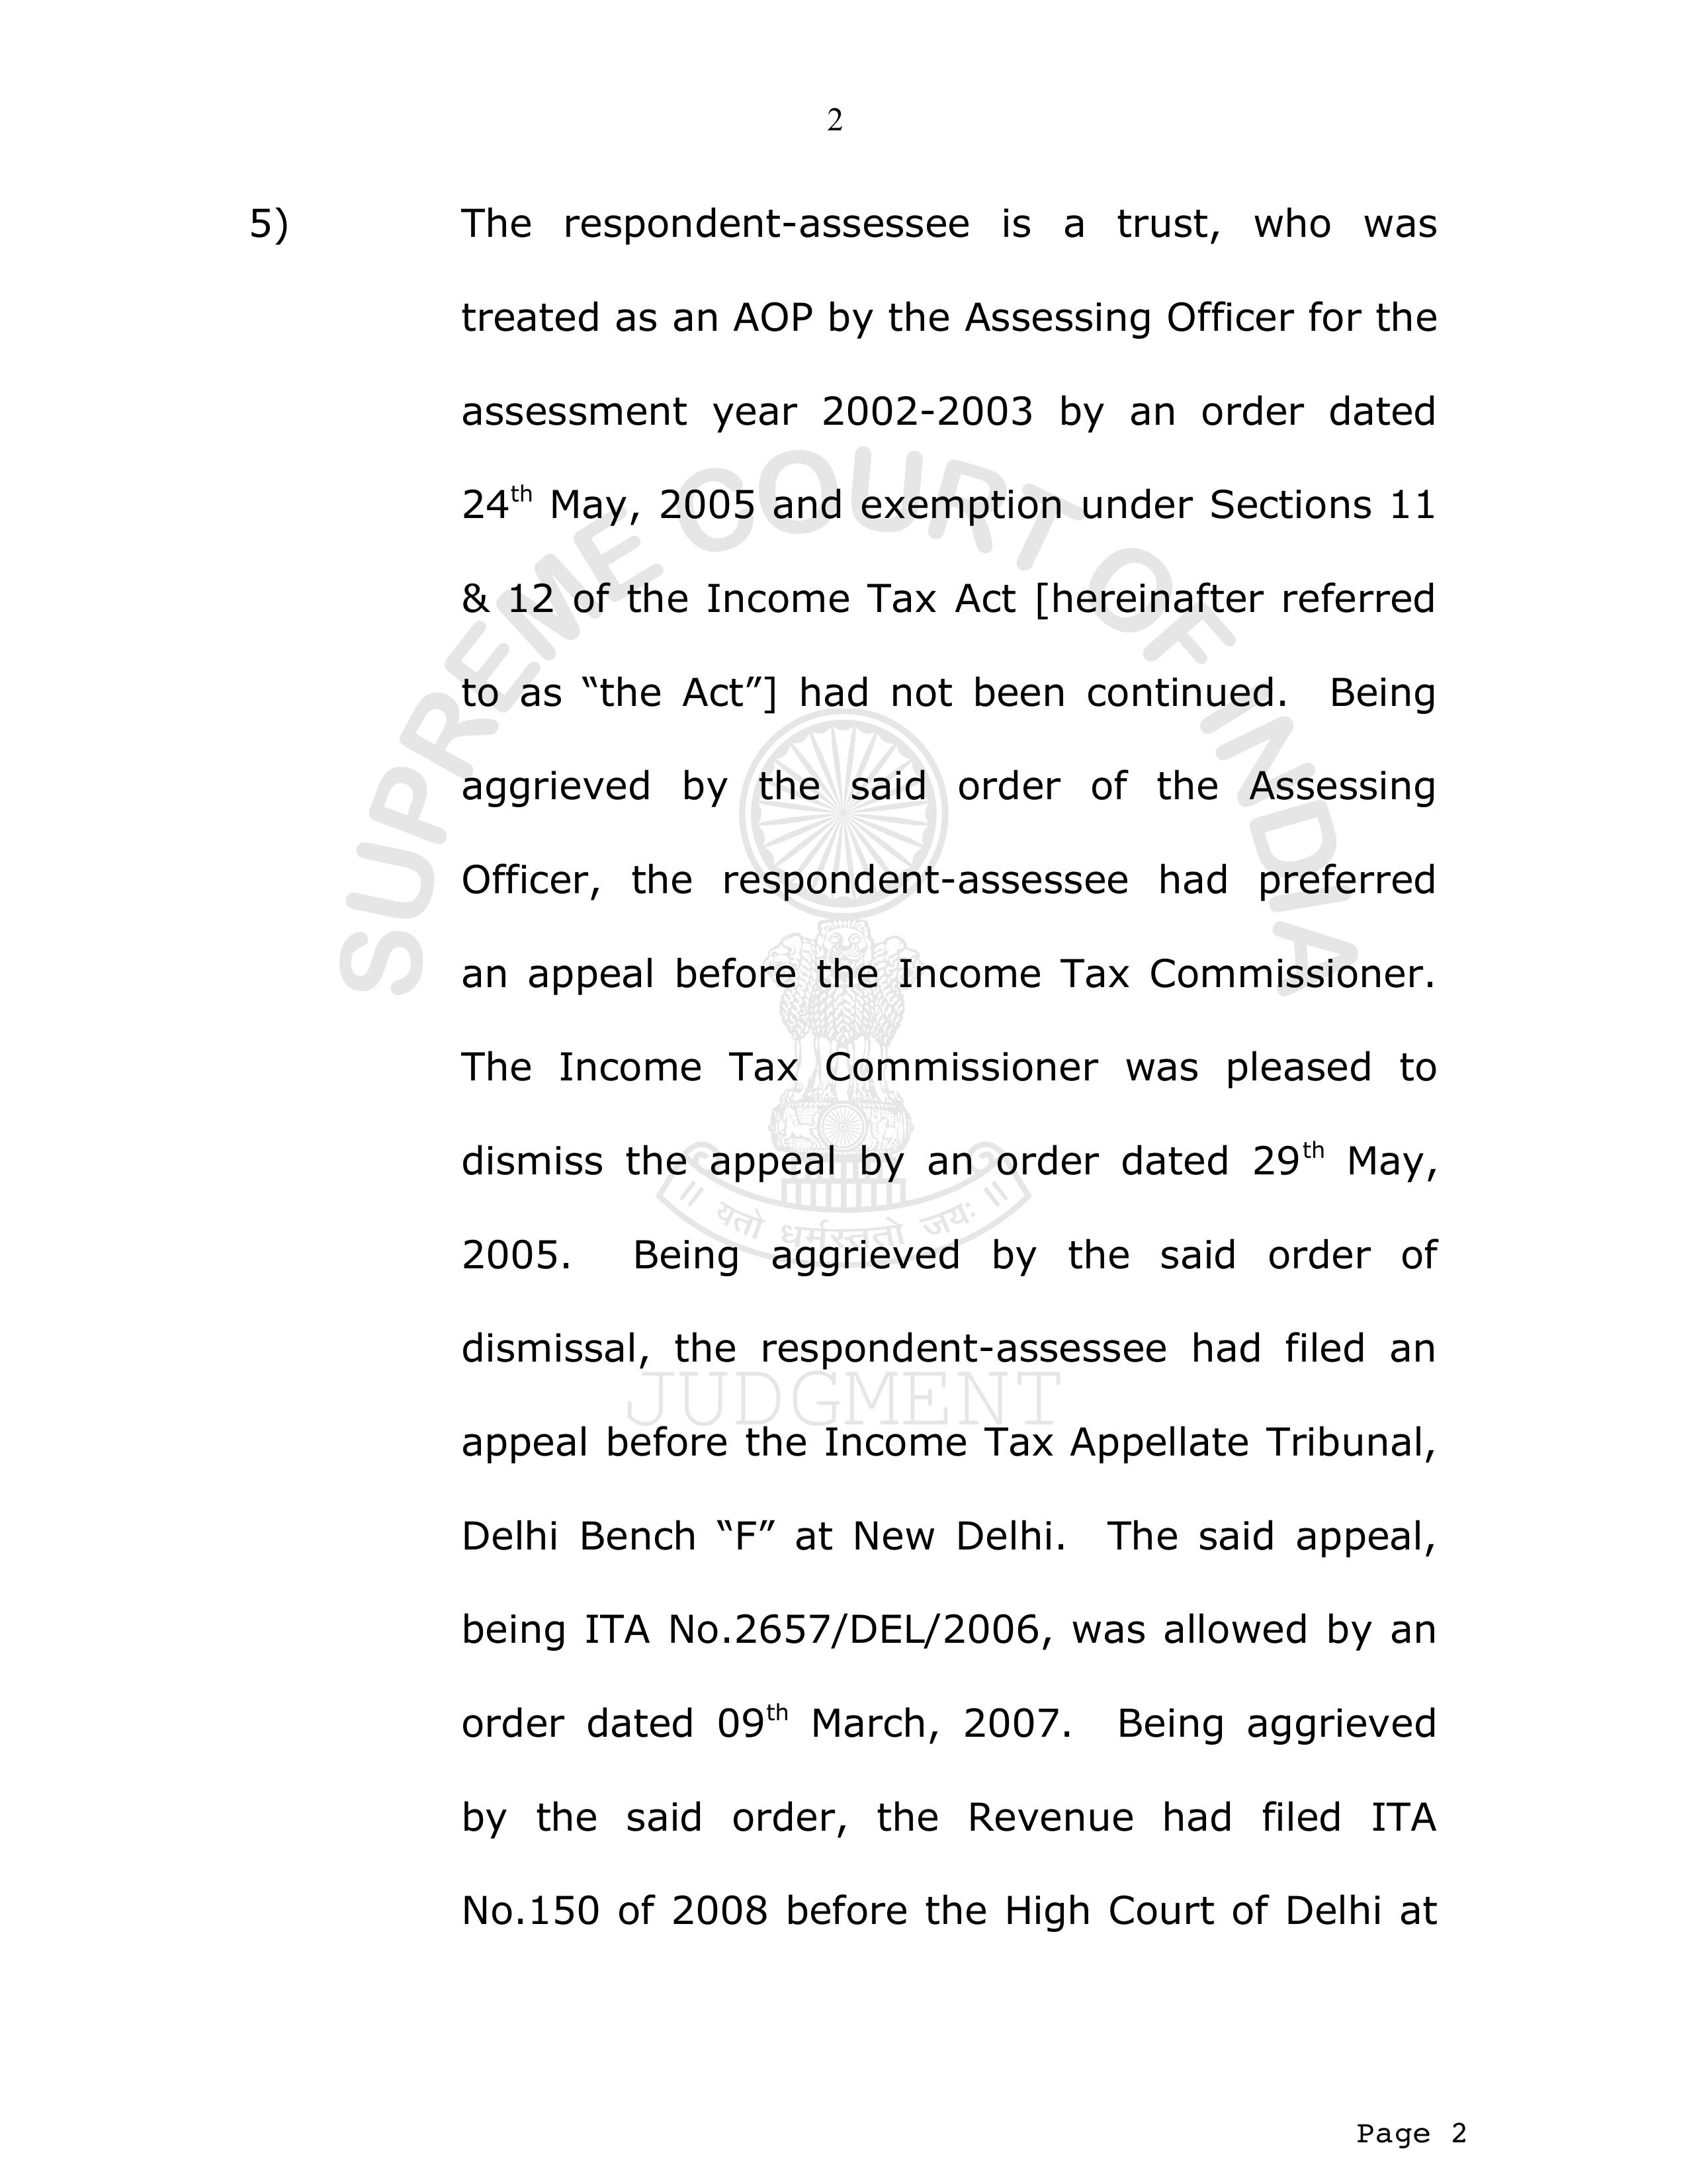 2
5) The respondent-assessee is a trust, who was
treated as an AOP by the Assessing Officer for the
assessment year 2002-2003 by an order dated
24th May, 2005 and exemption under Sections 11
& 12 of the Income Tax Act [hereinafter referred
to as “the Act”] had not been continued. Being
aggrieved by the said order of the Assessing
Officer, the respondent-assessee had preferred
an appeal before the Income Tax Commissioner.
The Income Tax Commissioner was pleased to
dismiss the appeal by an order dated 29th May,
2005. Being aggrieved by the said order of
dismissal, the respondent-assessee had filed an
appeal before the Income Tax Appellate Tribunal,
Delhi Bench “F” at New Delhi. The said appeal,
being ITA No.2657/DEL/2006, was allowed by an
order dated 09th March, 2007. Being aggrieved
by the said order, the Revenue had filed ITA
No.150 of 2008 before the High Court of Delhi at
SUPREME COURT OF INDIA
॥ यतो धर्मस्ततो जयः ॥
JUDGMENT
Page 2